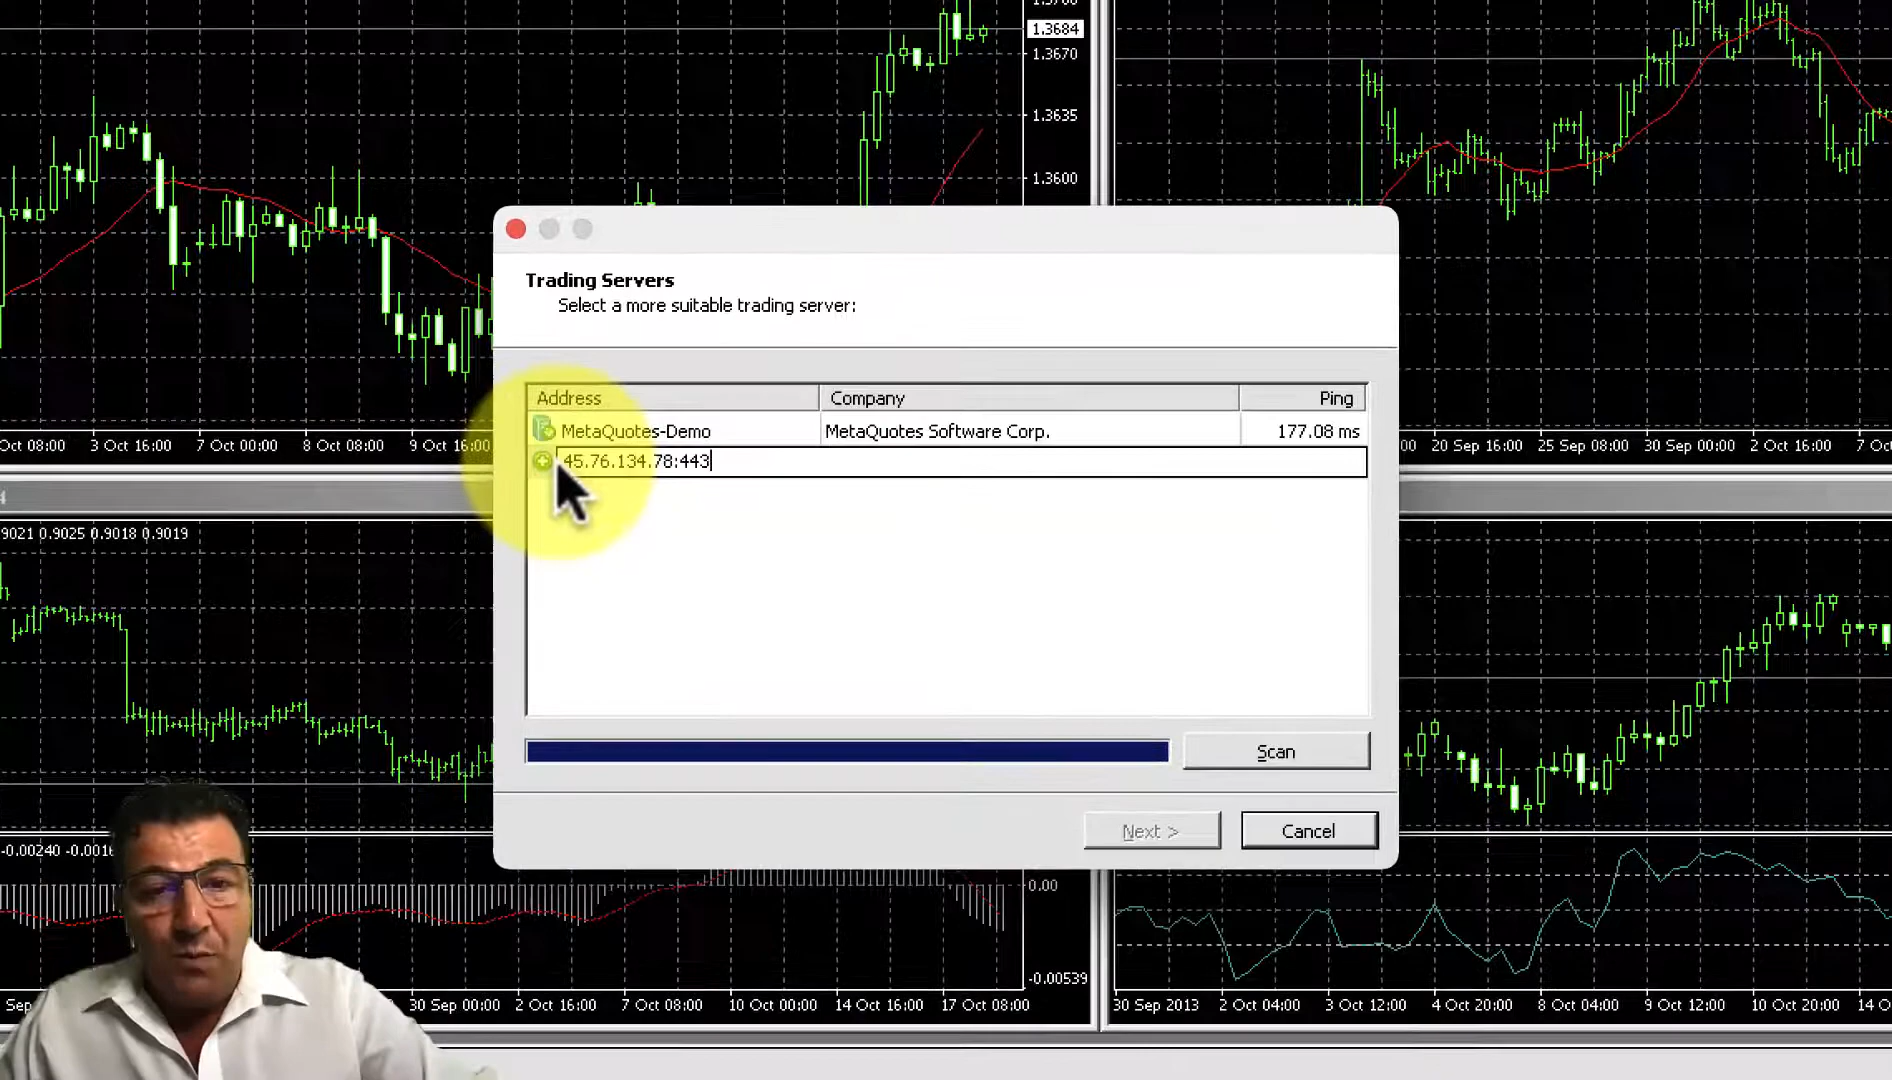 1.3684
1.3670
1.3635
1.3600
Oct 08:00 3 Oct 16:00 7 Oct 00:00 8 Oct 08:00 9 Oct 16:00
20 Sep 16:00 25 Sep 08:00 30 Sep 00:00 2 Oct 16:00
Trading Servers
Select a more suitable trading server:
Address Company Ping
MetaQuotes-Demo MetaQuotes Software Corp. 177.08 ms
45.76.134.78:443
9021 0.9025 0.9018 0.9019
Scan
Next >
Cancel
-0.00240
0.00
-0.00539
Sep
30 Sep 00:00 2 Oct 16:00 7 Oct 08:00 10 Oct 00:00 14 Oct 16:00 17 Oct 08:00
30 Sep 2013 2 Oct 04:00 3 Oct 12:00 4 Oct 20:00 8 Oct 04:00 9 Oct 12:00 10 Oct 20:00